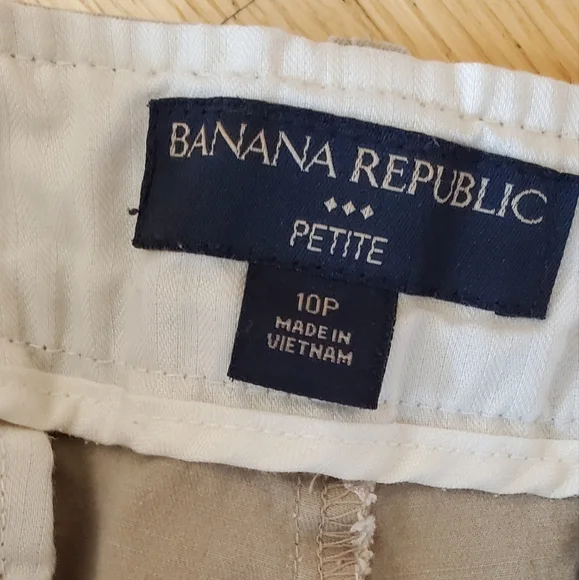 BANANA REPUBLIC
PETITE
10P
MADE IN
VIETNAM